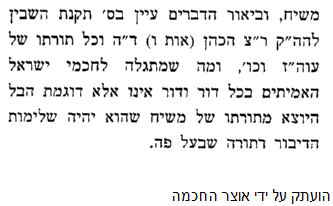 משיח, וביאור הדברים עיין בס׳ תקנת השבין
להה״ק ר״צ הכהן (אות ו) ד״ה וכל תורתו של
עוה״ז וכו׳, ומה שמתגלה לחכמי ישראל
האמיתים בכל דור ודור אינו אלא דוגמת הבל
היוצא מתורתו של משיח שהוא יהיה שלימות
הדיבור דתורה שבעל פה.
הועתק על ידי אוצר החכמה